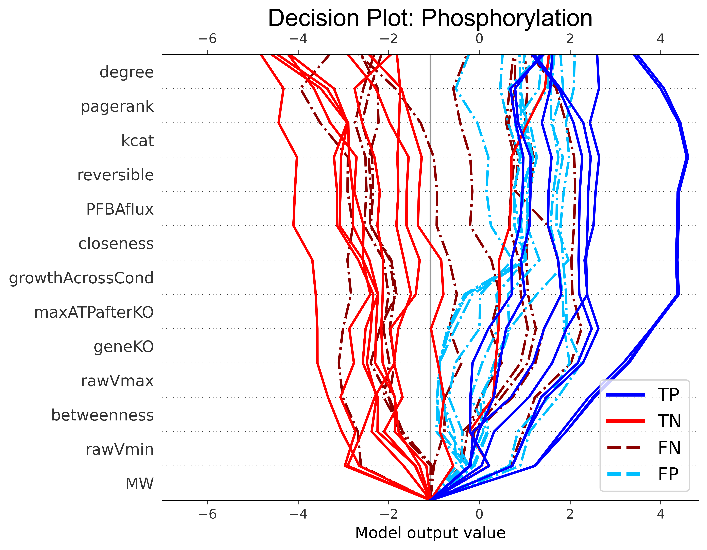 Decision Plot: Phosphorylation
−6 −4 −2 0 2 4
degree
pagerank
kcat
reversible
PFBAflux
closeness
growthAcrossCond
maxATPafterKO
geneKO
rawVmax
betweenness
rawVmin
MW
TP
TN
FN
FP
−6 −4 −2 0 2 4
Model output value